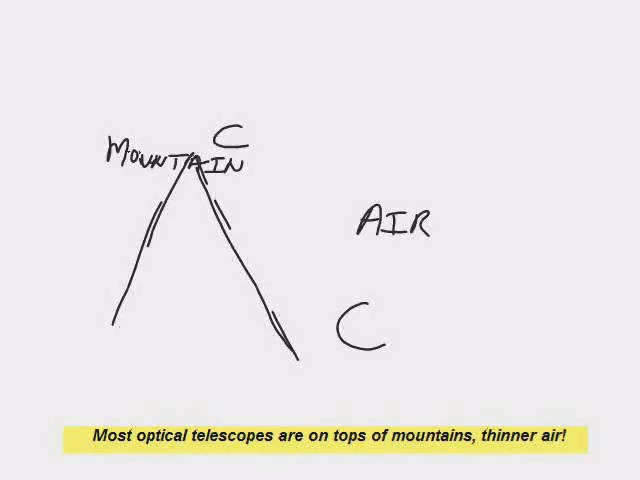 C
MOUNTAIN
AIR
C
Most optical telescopes are on tops of mountains, thinner air!